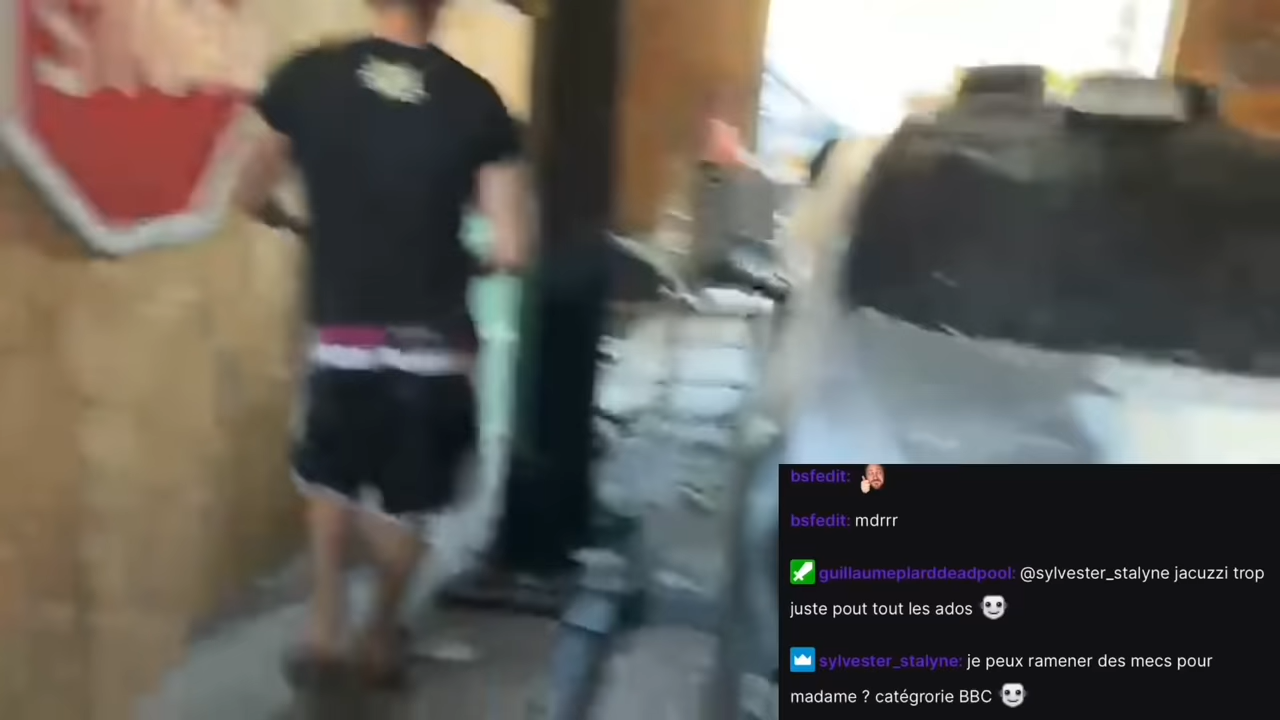 bsfedit:
bsfedit: mdrrr
guillaumeplarddeadpool: @sylvester_stalyne jacuzzi trop
juste pout tout les ados
sylvester_stalyne: je peux ramener des mecs pour
madame ? catégrorie BBC